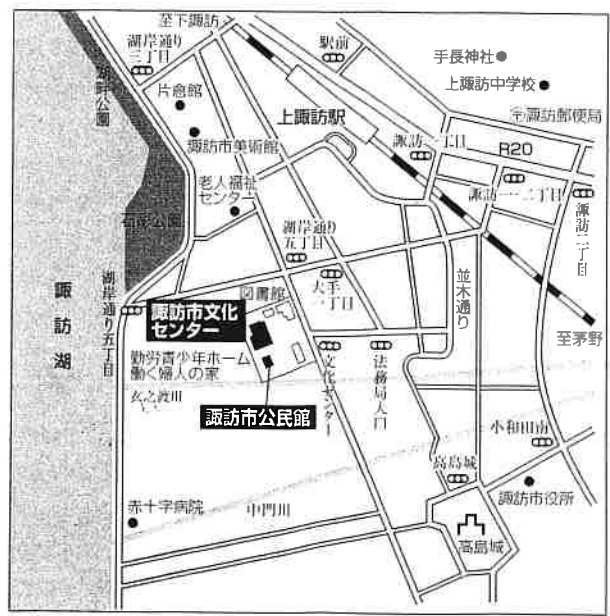 至下諏訪
湖岸通り
三丁目
駅前
手長神社
上諏訪中学校
湖畔公園
片倉館
諏訪市美術館
上諏訪駅
諏訪一丁目
〒諏訪郵便局
R20
老人福祉
センター
諏訪一・二丁目
諏訪二丁目
石彫公園
湖岸通り
五丁目
大手
一丁目
図書館
並木通り
諏訪湖
湖岸通り五丁目
諏訪市文化
センター
至茅野
勤労青少年ホーム
働く婦人の家
文化センター
法務局入口
衣之渡川
諏訪市公民館
小和田南
高島城
諏訪市役所
赤十字病院
中門川
高島城